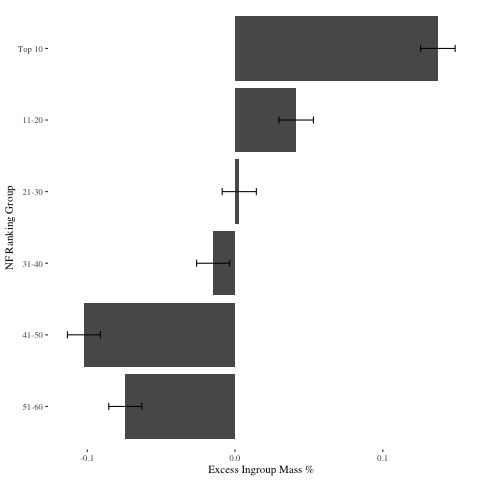 Top 10
11-20
21-30
31-40
41-50
51-60
NF Ranking Group
-0.1 0.0 0.1
Excess Ingroup Mass %